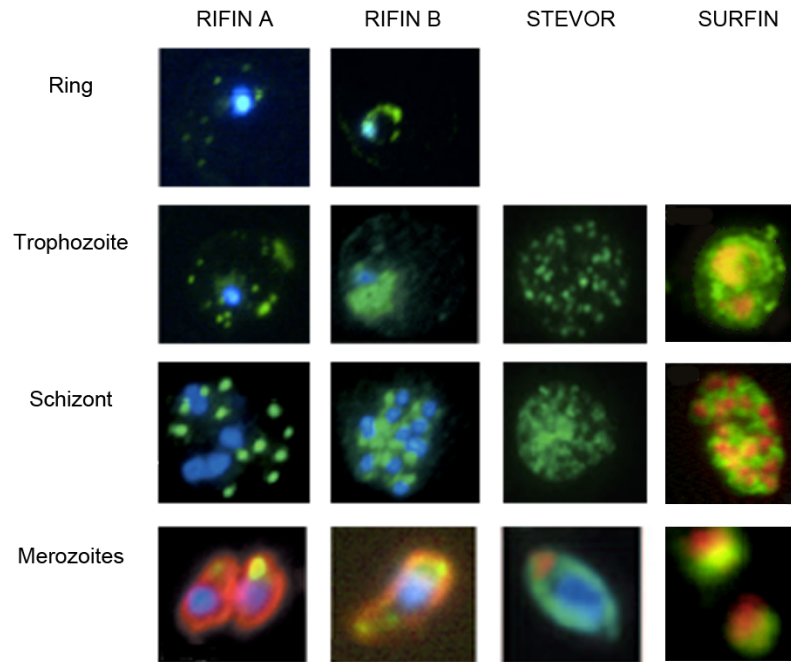 RIFIN A RIFIN B STEVOR SURFIN
Ring
Trophozoite
Schizont
Merozoites